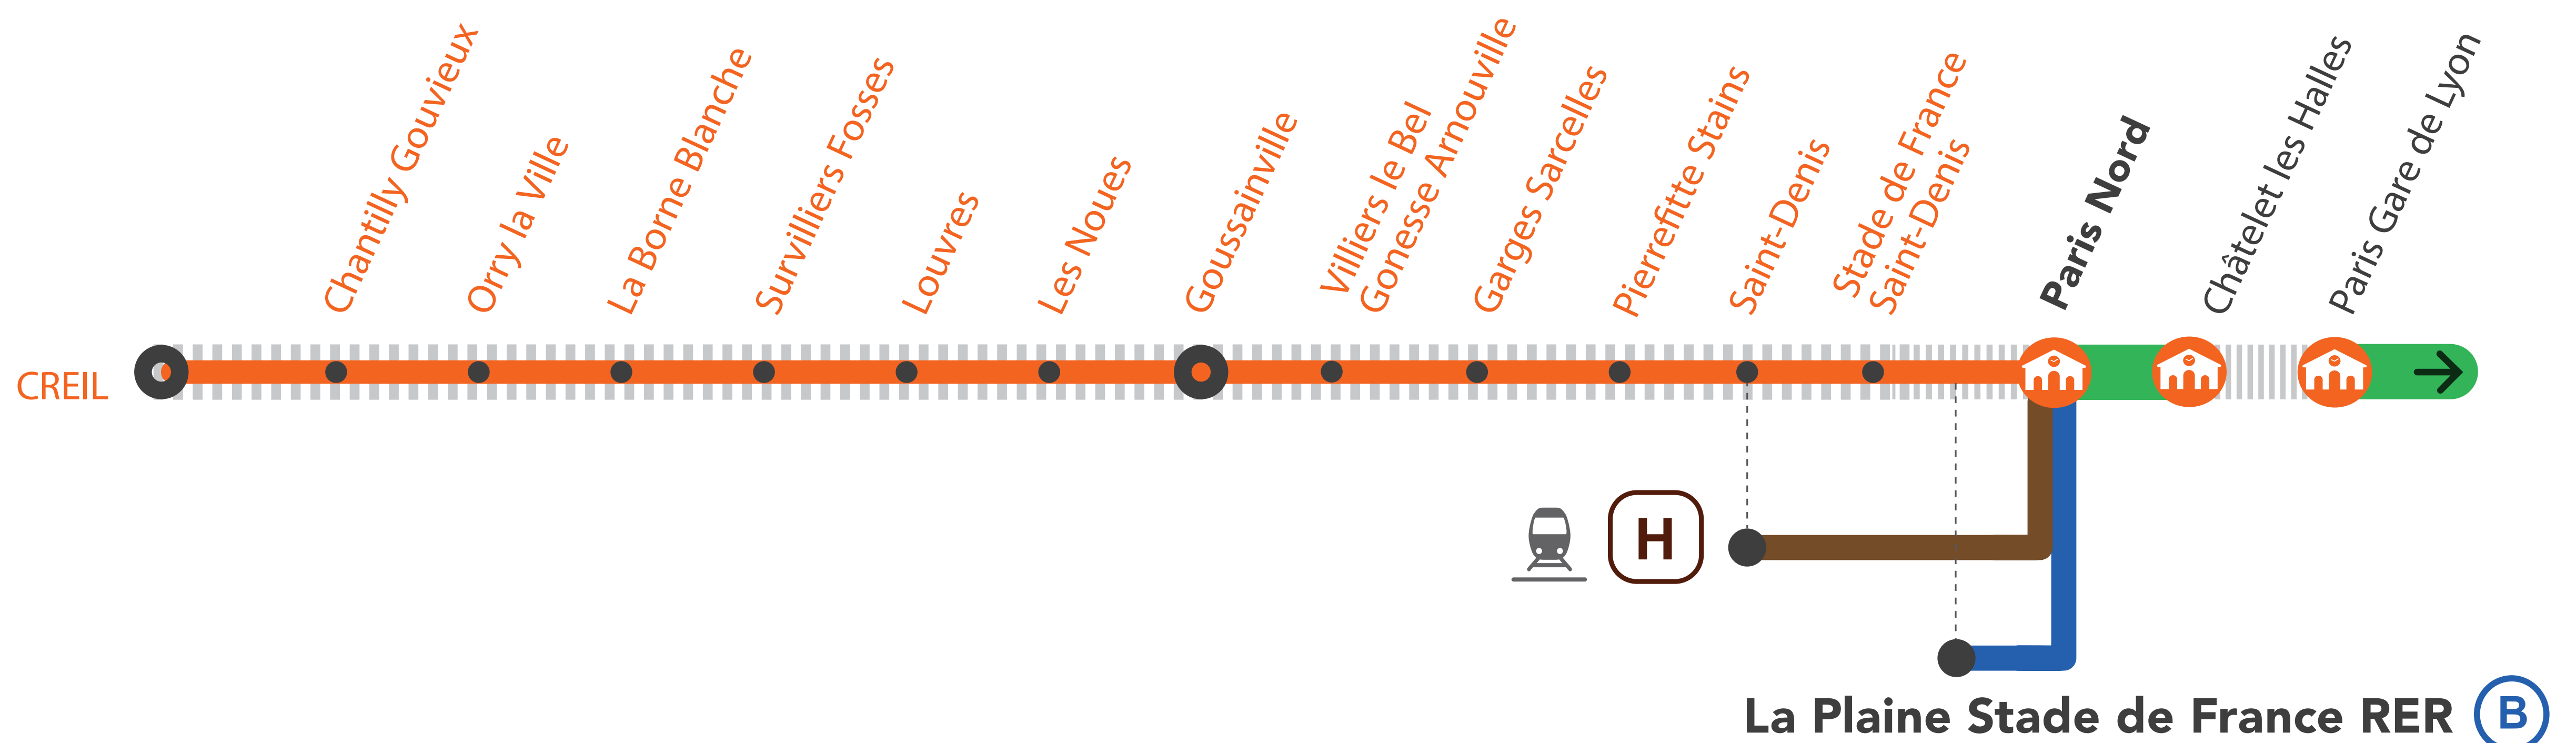 CREIL
Chantilly Gouvieux
Orry la Ville
La Borne Blanche
Survilliers Fosses
Louvres
Les Noues
Goussainville
Villiers le Bel
Gonesse Arnouville
Garges Sarcelles
Pierrefitte Stains
Saint-Denis
Stade de France
Saint-Denis
Paris Nord
Châtelet les Halles
Paris Gare de Lyon
H
La Plaine Stade de France RER B